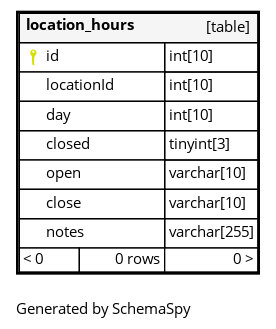 location_hours [table]
id int[10]
locationId int[10]
day int[10]
closed tinyint[3]
open varchar[10]
close varchar[10]
notes varchar[255]
< 0 0 rows 0 >
Generated by SchemaSpy